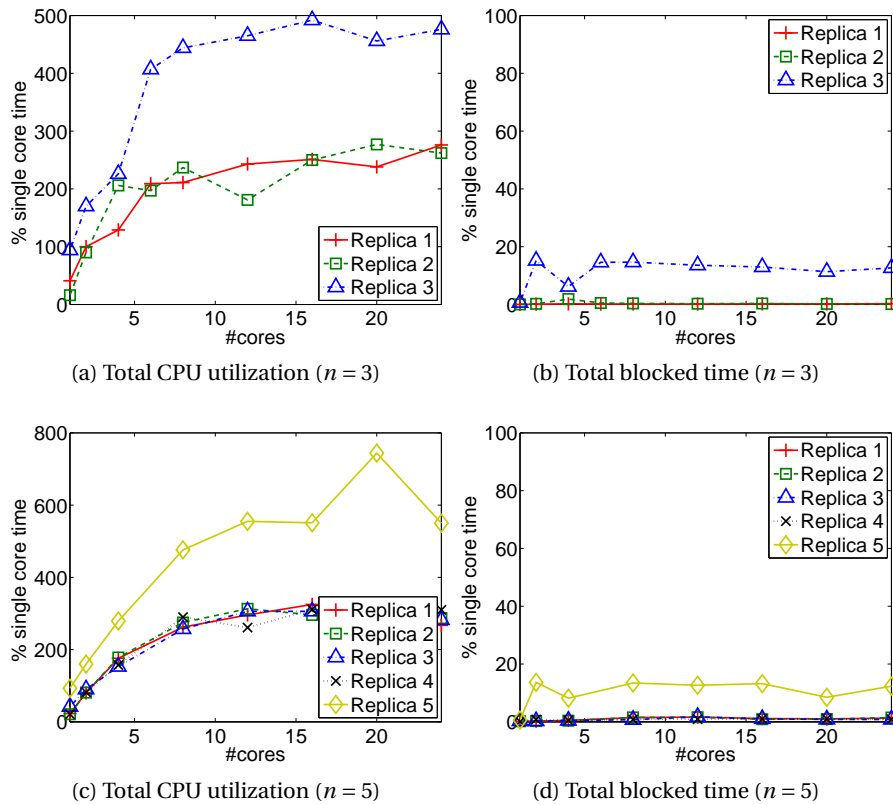 500
400
300
200
100
0
% single core time
5
10
15
20
#cores
Replica 1
Replica 2
Replica 3
(a) Total CPU utilization (n = 3)
100
80
60
40
20
0
% single core time
5
10
15
20
#cores
Replica 1
Replica 2
Replica 3
(b) Total blocked time (n = 3)
800
600
400
200
0
% single core time
5
10
15
20
#cores
Replica 1
Replica 2
Replica 3
Replica 4
Replica 5
(c) Total CPU utilization (n = 5)
100
80
60
40
20
0
% single core time
5
10
15
20
#cores
Replica 1
Replica 2
Replica 3
Replica 4
Replica 5
(d) Total blocked time (n = 5)